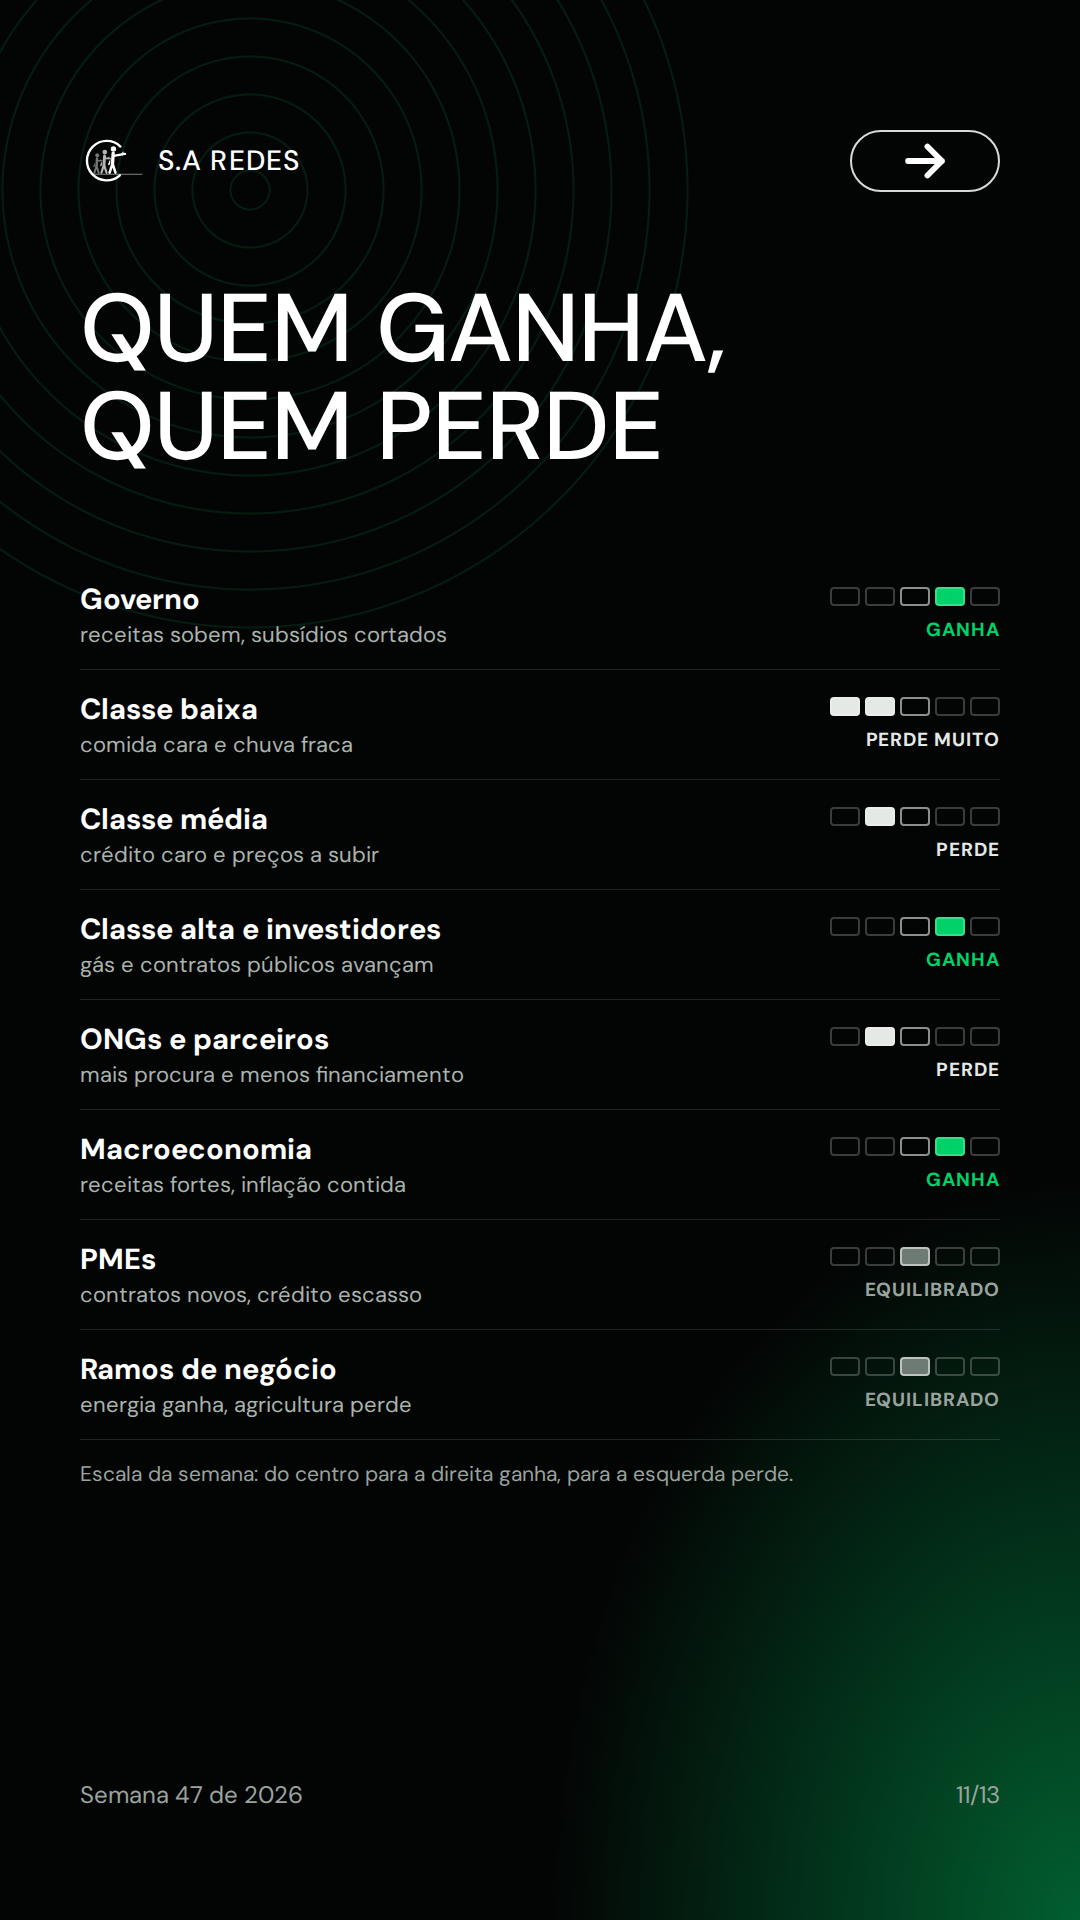 S.A REDES
QUEM GANHA,
QUEM PERDE
Governo
receitas sobem, subsídios cortados
GANHA
Classe baixa
comida cara e chuva fraca
PERDE MUITO
Classe média
crédito caro e preços a subir
PERDE
Classe alta e investidores
gás e contratos públicos avançam
GANHA
ONGs e parceiros
mais procura e menos financiamento
PERDE
Macroeconomia
receitas fortes, inflação contida
GANHA
PMEs
contratos novos, crédito escasso
EQUILIBRADO
Ramos de negócio
energia ganha, agricultura perde
EQUILIBRADO
Escala da semana: do centro para a direita ganha, para a esquerda perde.
Semana 47 de 2026
11/13